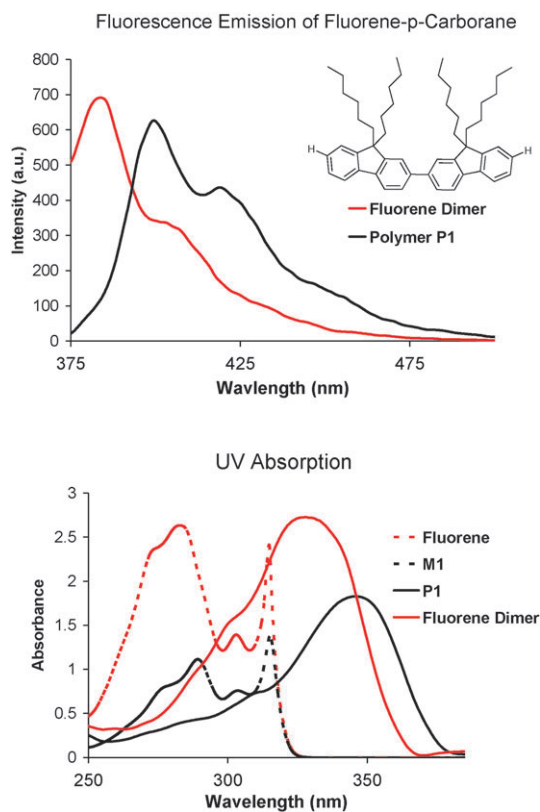 Fluorescence Emission of Fluorene-p-Carborane
800
700
600
500
400
300
200
100
0
Intensity (a.u.)
H
H
Fluorene Dimer
Polymer P1
375
425
475
Wavlength (nm)
UV Absorption
3
2.5
2
1.5
1
0.5
0
Absorbance
Fluorene
M1
P1
Fluorene Dimer
250
300
350
Wavelength (nm)